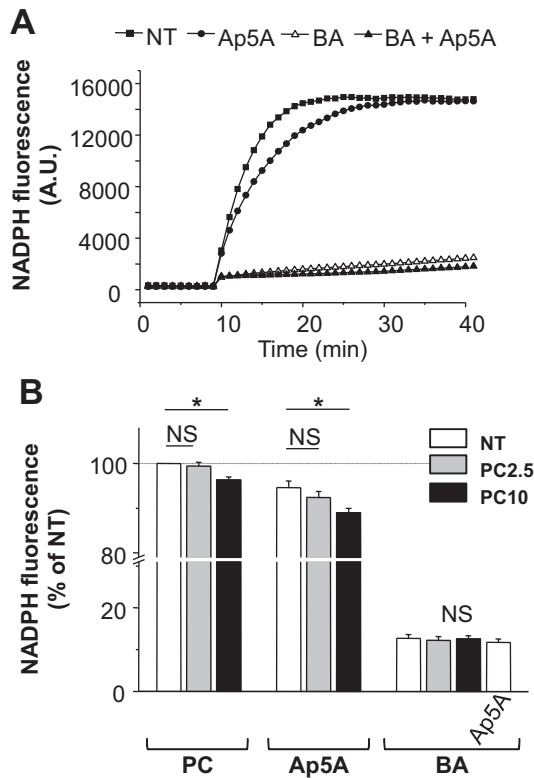 A
NT Ap5A BA BA + Ap5A
NADPH fluorescence
(A.U.)
16000
12000
8000
4000
0
0 10 20 30 40
Time (min)
B
* *
NS NS
NT
PC2.5
PC10
NADPH fluorescence
(% of NT)
100
80
20
0
NS
Ap5A
PC Ap5A BA